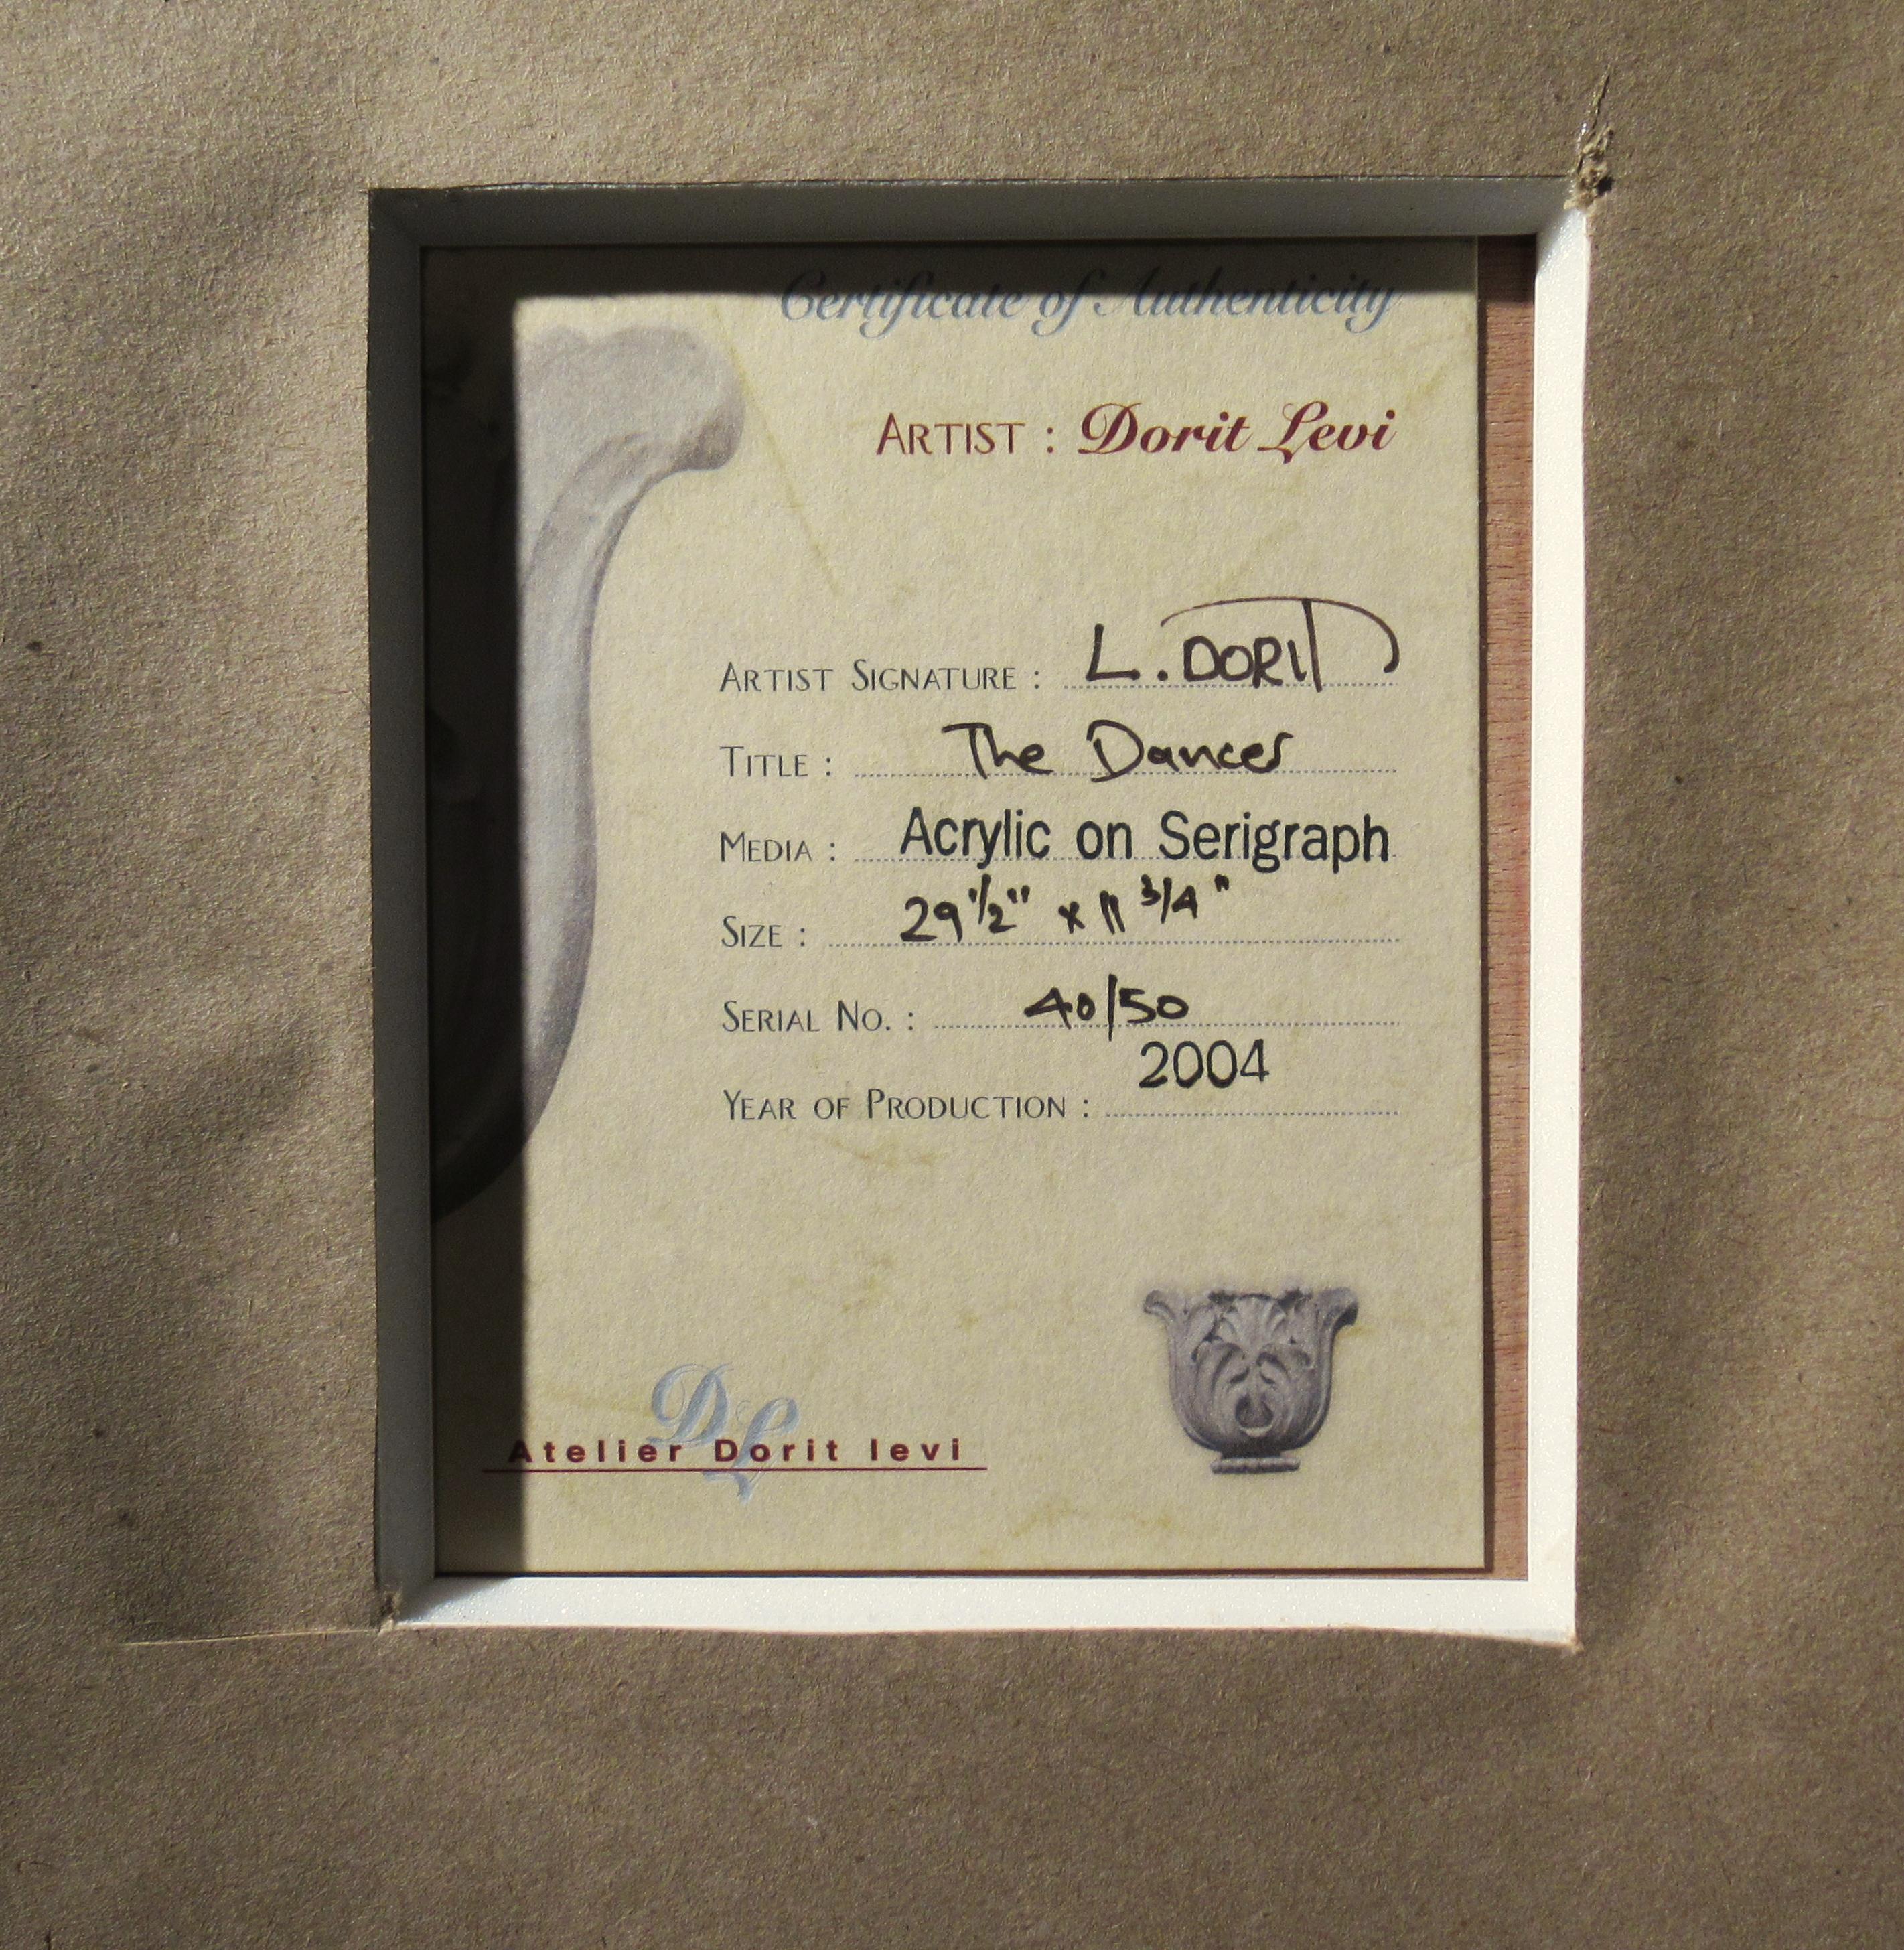 Certificate of Authenticity
ARTIST : Dorit Levi
ARTIST SIGNATURE : L. DORIT
TITLE : The Dancer
MEDIA : Acrylic on Serigraph
SIZE : 29 1/2" x 11 3/4"
SERIAL NO. : 40/50
YEAR OF PRODUCTION : 2004
DL
Atelier Dorit levi